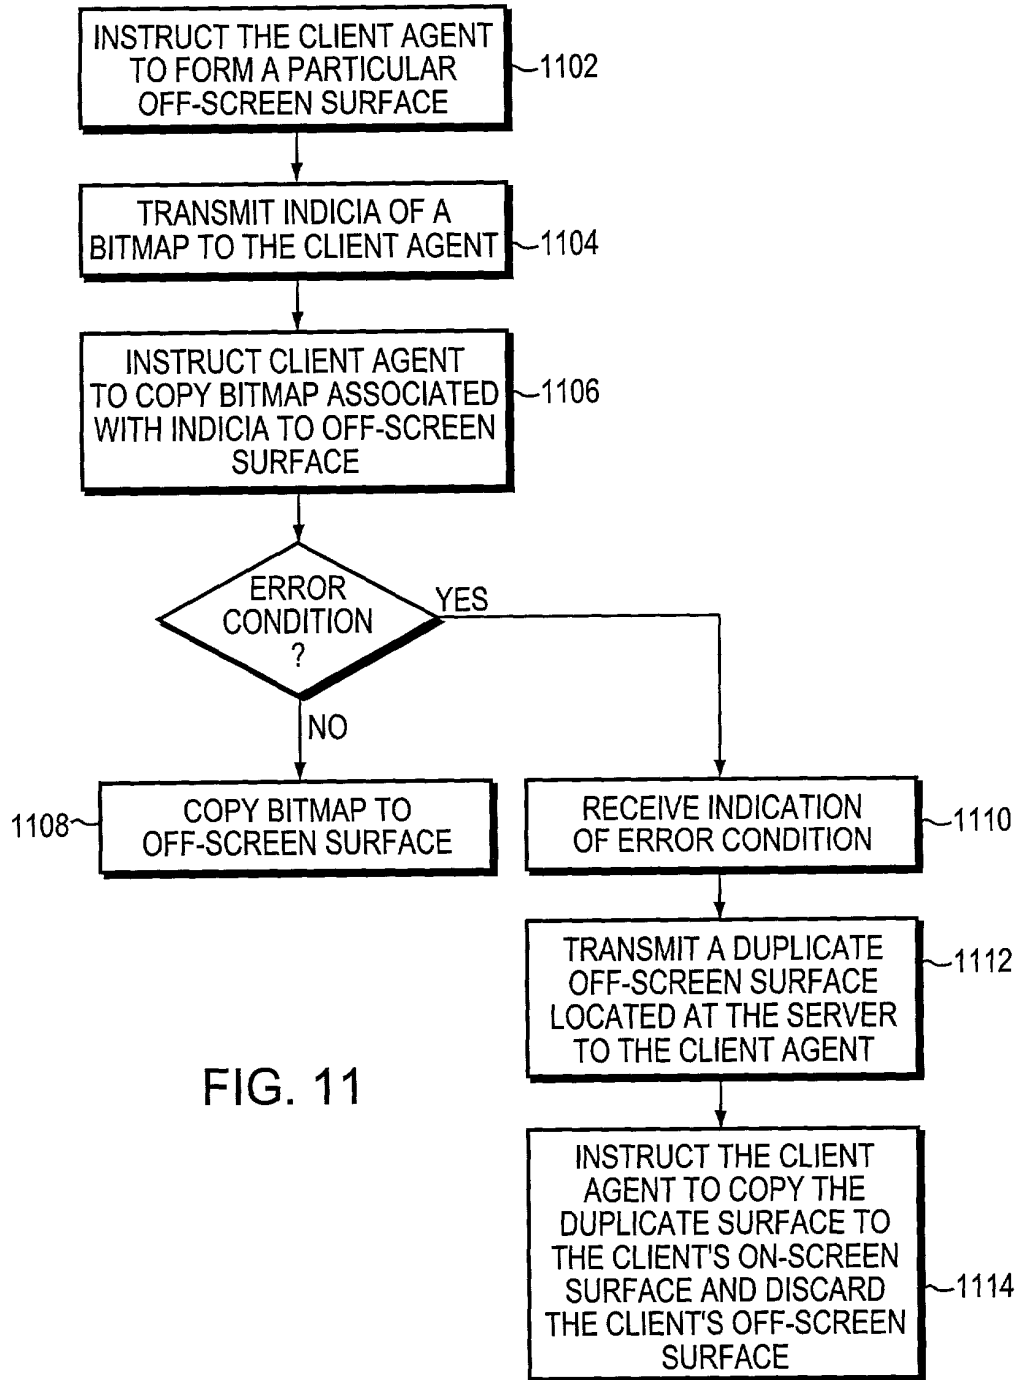 INSTRUCT THE CLIENT AGENT
TO FORM A PARTICULAR
OFF-SCREEN SURFACE
1102
TRANSMIT INDICIA OF A
BITMAP TO THE CLIENT AGENT
1104
INSTRUCT CLIENT AGENT
TO COPY BITMAP ASSOCIATED
WITH INDICIA TO OFF-SCREEN
SURFACE
1106
ERROR
CONDITION
?
YES
NO
1108
COPY BITMAP TO
OFF-SCREEN SURFACE
RECEIVE INDICATION
OF ERROR CONDITION
1110
TRANSMIT A DUPLICATE
OFF-SCREEN SURFACE
LOCATED AT THE SERVER
TO THE CLIENT AGENT
1112
FIG. 11
INSTRUCT THE CLIENT
AGENT TO COPY THE
DUPLICATE SURFACE TO
THE CLIENT'S ON-SCREEN
SURFACE AND DISCARD
THE CLIENT'S OFF-SCREEN
SURFACE
1114